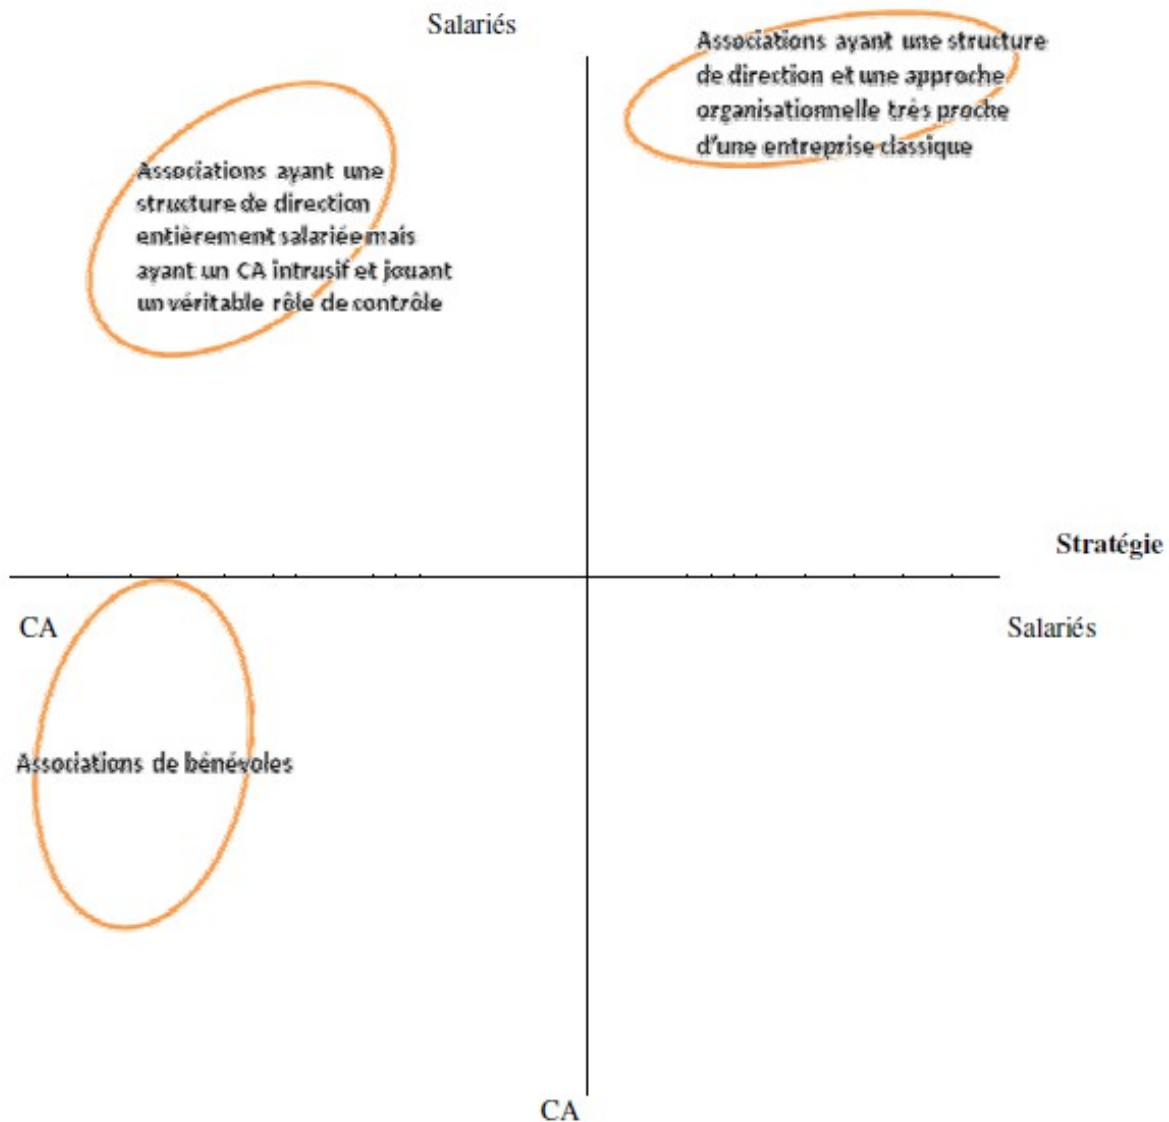 Salariés
Associations ayant une structure
de direction et une approche
organisationnelle très proche
d'une entreprise classique
Associations ayant une
structure de direction
entièrement salariée mais
ayant un CA intrusif et jouant
un véritable rôle de contrôle
Stratégie
CA
Salariés
Associations de bénévoles
CA